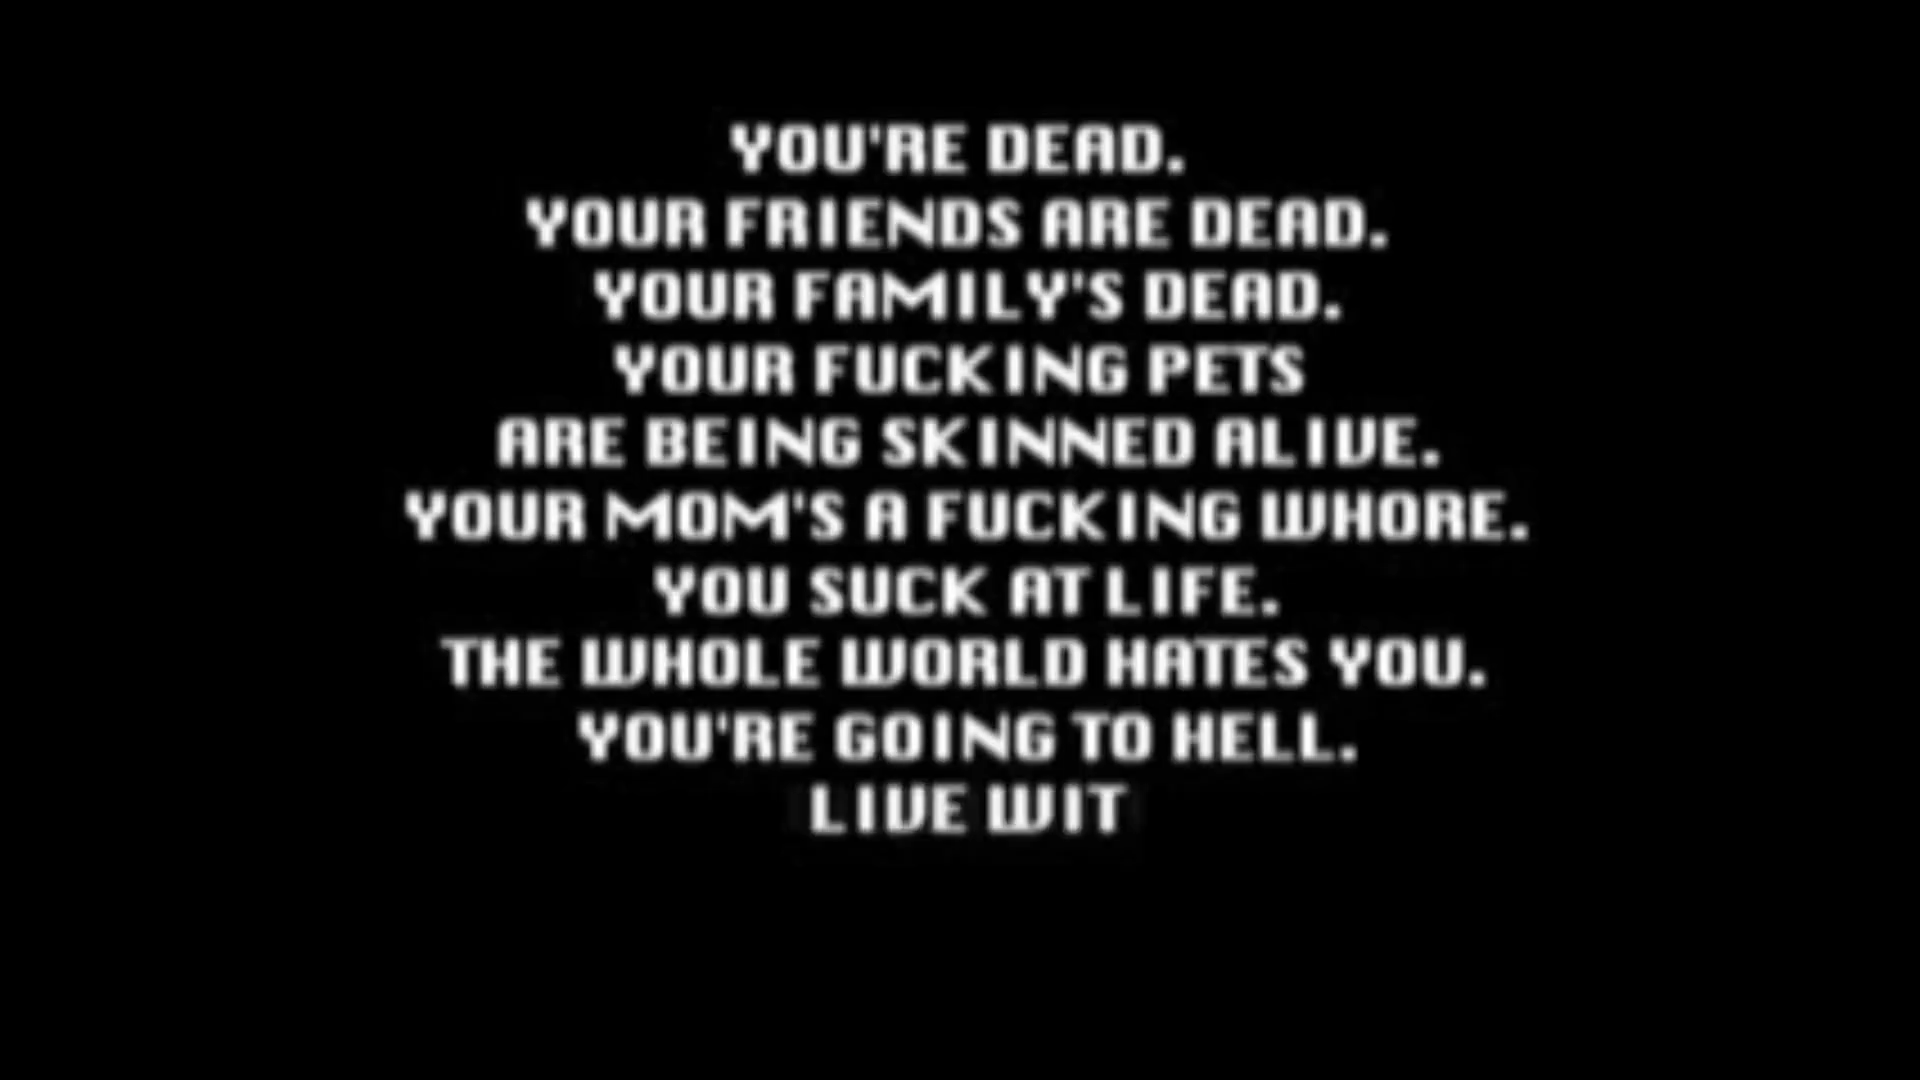 YOU'RE DEAD.
YOUR FRIENDS ARE DEAD.
YOUR FAMILY'S DEAD.
YOUR FUCKING PETS
ARE BEING SKINNED ALIVE.
YOUR MOM'S A FUCKING WHORE.
YOU SUCK AT LIFE.
THE WHOLE WORLD HATES YOU.
YOU'RE GOING TO HELL.
LIVE WIT